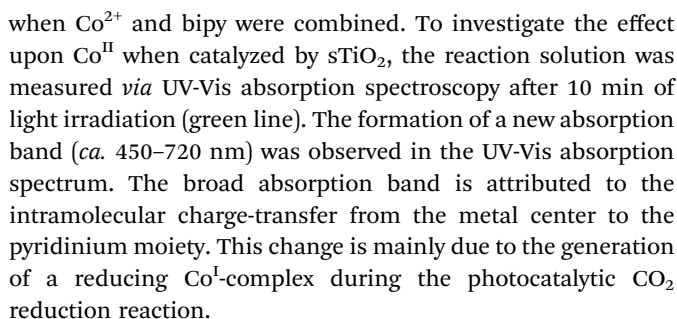 when Co²⁺ and bipy were combined. To investigate the effect
upon Coᴵᴵ when catalyzed by sTiO₂, the reaction solution was
measured via UV-Vis absorption spectroscopy after 10 min of
light irradiation (green line). The formation of a new absorption
band (ca. 450–720 nm) was observed in the UV-Vis absorption
spectrum. The broad absorption band is attributed to the
intramolecular charge-transfer from the metal center to the
pyridinium moiety. This change is mainly due to the generation
of a reducing Coᴵ-complex during the photocatalytic CO₂
reduction reaction.